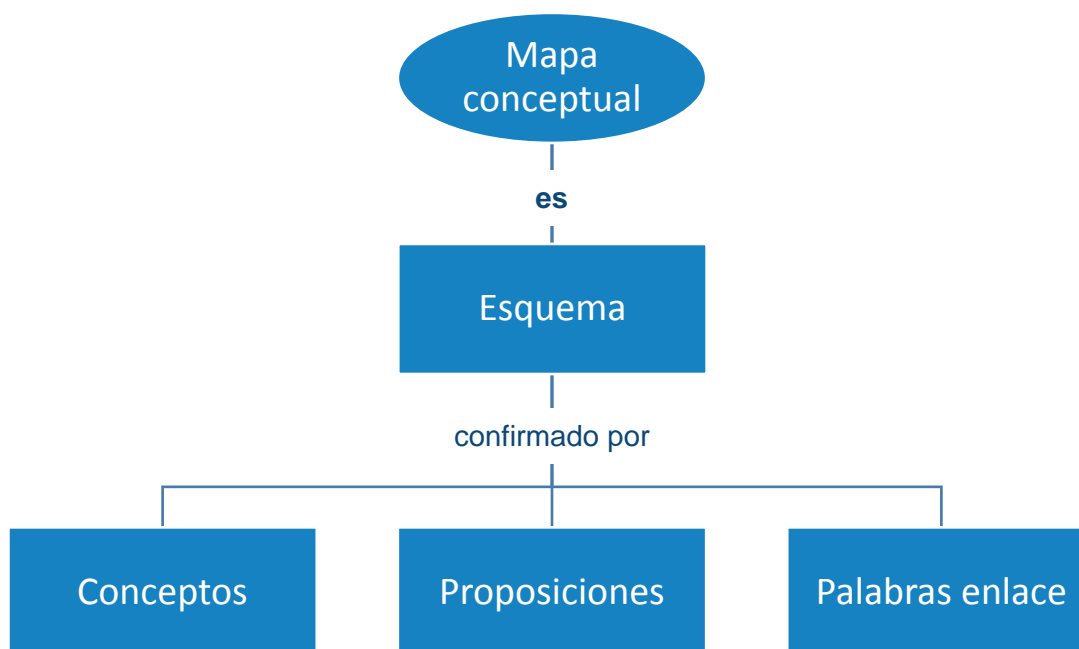 Mapa
conceptual
es
Esquema
confirmado por
Conceptos
Proposiciones
Palabras enlace